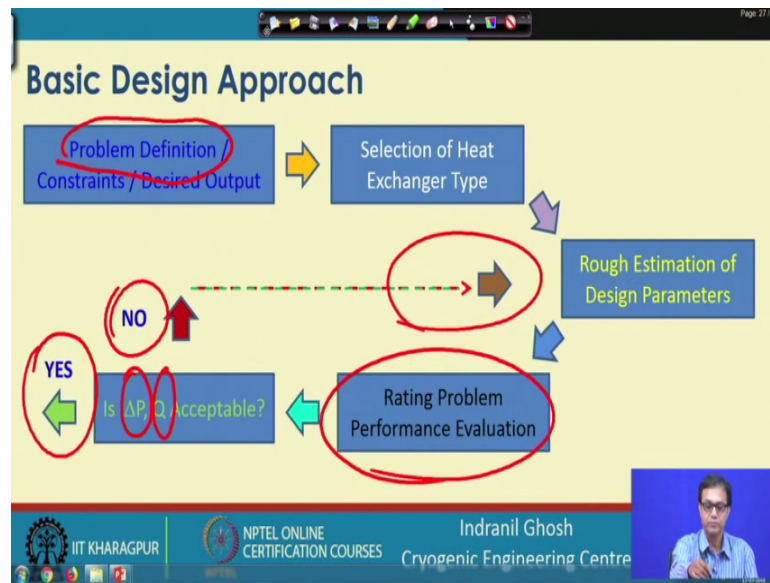 Page: 27 /
Basic Design Approach
Problem Definition /
Constraints / Desired Output
Selection of Heat
Exchanger Type
Rough Estimation of
Design Parameters
NO
YES
Is ΔP, Q Acceptable?
Rating Problem
Performance Evaluation
IIT KHARAGPUR
NPTEL ONLINE
CERTIFICATION COURSES
Indranil Ghosh
Cryogenic Engineering Centre